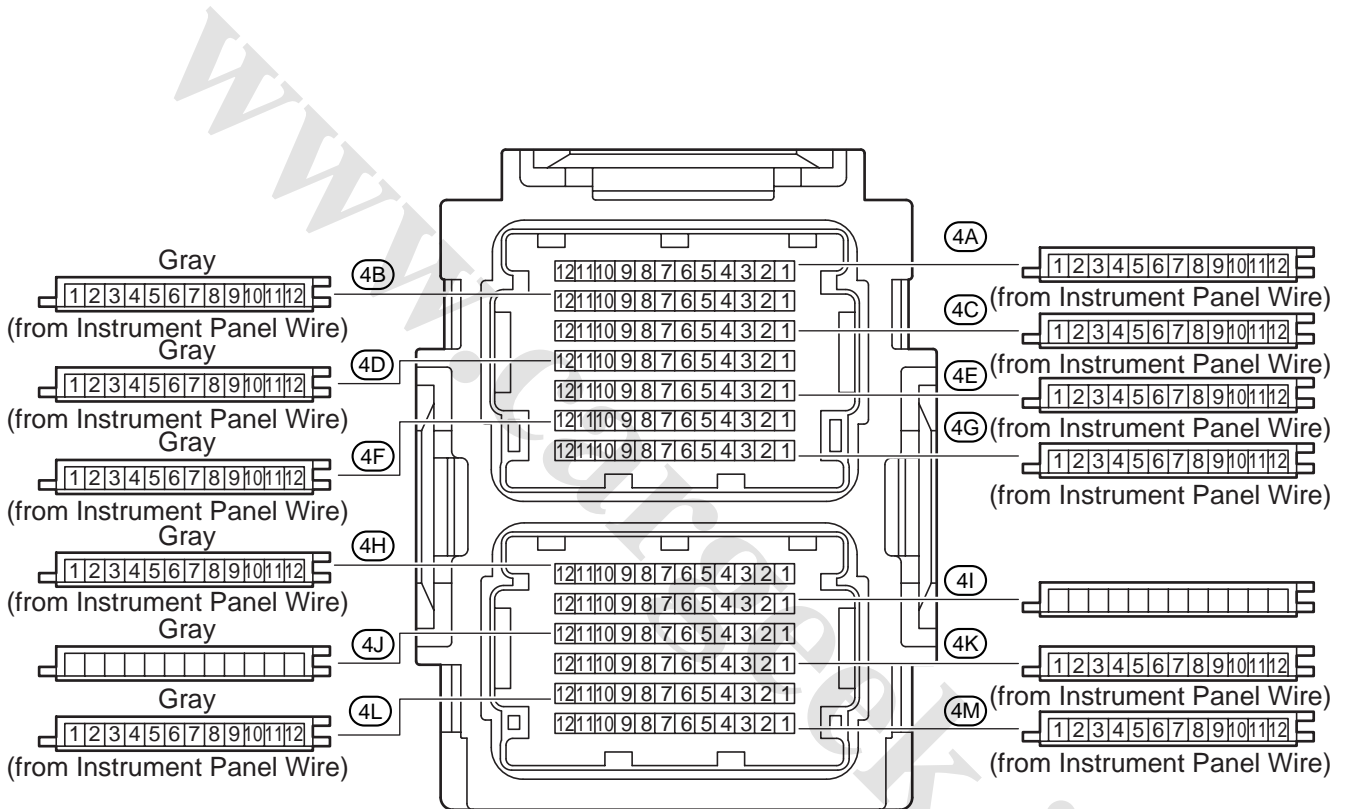 www.cargeek.
Gray
4B
1 2 3 4 5 6 7 8 9 10 11 12
(from Instrument Panel Wire)
Gray
4D
1 2 3 4 5 6 7 8 9 10 11 12
(from Instrument Panel Wire)
Gray
4F
1 2 3 4 5 6 7 8 9 10 11 12
(from Instrument Panel Wire)
Gray
4H
1 2 3 4 5 6 7 8 9 10 11 12
(from Instrument Panel Wire)
Gray
4J
Gray
4L
1 2 3 4 5 6 7 8 9 10 11 12
(from Instrument Panel Wire)
12 11 10 9 8 7 6 5 4 3 2 1
12 11 10 9 8 7 6 5 4 3 2 1
12 11 10 9 8 7 6 5 4 3 2 1
12 11 10 9 8 7 6 5 4 3 2 1
12 11 10 9 8 7 6 5 4 3 2 1
12 11 10 9 8 7 6 5 4 3 2 1
12 11 10 9 8 7 6 5 4 3 2 1
12 11 10 9 8 7 6 5 4 3 2 1
12 11 10 9 8 7 6 5 4 3 2 1
12 11 10 9 8 7 6 5 4 3 2 1
12 11 10 9 8 7 6 5 4 3 2 1
12 11 10 9 8 7 6 5 4 3 2 1
12 11 10 9 8 7 6 5 4 3 2 1
4A
1 2 3 4 5 6 7 8 9 10 11 12
(from Instrument Panel Wire)
4C
1 2 3 4 5 6 7 8 9 10 11 12
(from Instrument Panel Wire)
4E
1 2 3 4 5 6 7 8 9 10 11 12
(from Instrument Panel Wire)
4G
1 2 3 4 5 6 7 8 9 10 11 12
(from Instrument Panel Wire)
4I
4K
1 2 3 4 5 6 7 8 9 10 11 12
(from Instrument Panel Wire)
4M
1 2 3 4 5 6 7 8 9 10 11 12
(from Instrument Panel Wire)